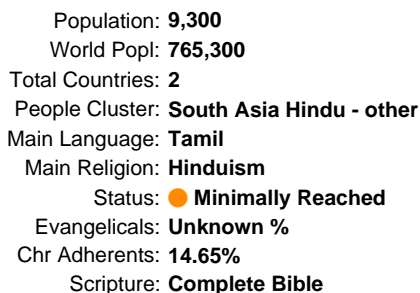 Population: 9,300
World Popl: 765,300
Total Countries: 2
People Cluster: South Asia Hindu - other
Main Language: Tamil
Main Religion: Hinduism
Status: Minimally Reached
Evangelicals: Unknown %
Chr Adherents: 14.65%
Scripture: Complete Bible